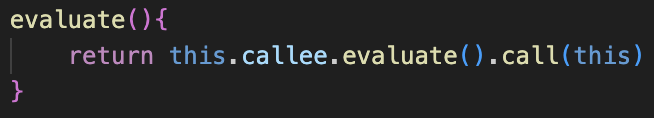 evaluate(){
return this.callee.evaluate().call(this)
}